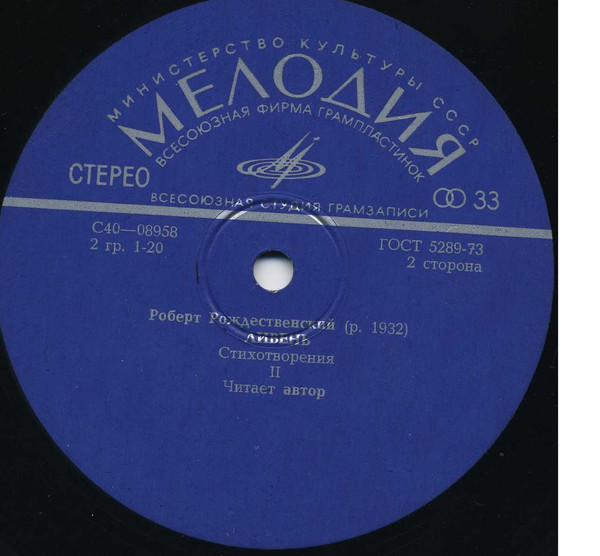 МИНИСТЕРСТВО КУЛЬТУРЫ СССР
МЕЛОДИЯ
ВСЕСОЮЗНАЯ ФИРМА ГРАМПЛАСТИНОК
СТЕРЕО
33
ВСЕСОЮЗНАЯ СТУДИЯ ГРАМЗАПИСИ
С40—08958
ГОСТ 5289-73
2 гр. 1-20
2 сторона
Роберт Рождественский (р. 1932)
ЛИВЕНЬ
Стихотворения
II
Читает автор